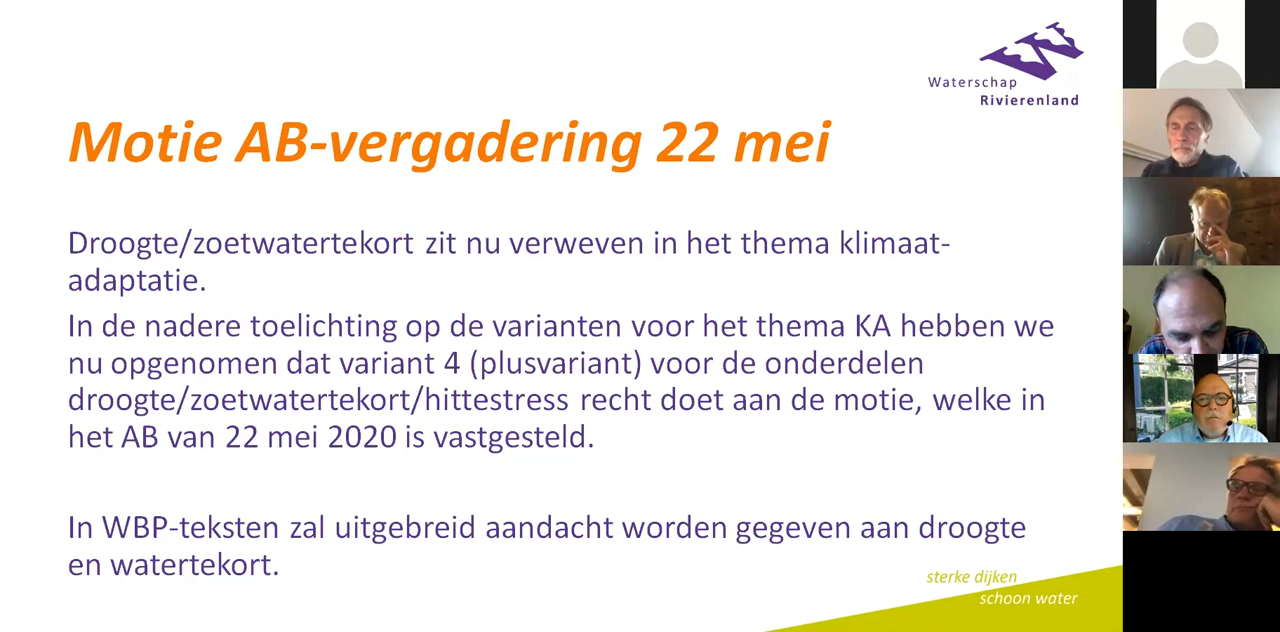 Waterschap
Rivierenland
Motie AB-vergadering 22 mei
Droogte/zoetwatertekort zit nu verweven in het thema klimaat-
adaptatie.
In de nadere toelichting op de varianten voor het thema KA hebben we
nu opgenomen dat variant 4 (plusvariant) voor de onderdelen
droogte/zoetwatertekort/hittestress recht doet aan de motie, welke in
het AB van 22 mei 2020 is vastgesteld.
In WBP-teksten zal uitgebreid aandacht worden gegeven aan droogte
en watertekort.
sterke dijken
schoon water